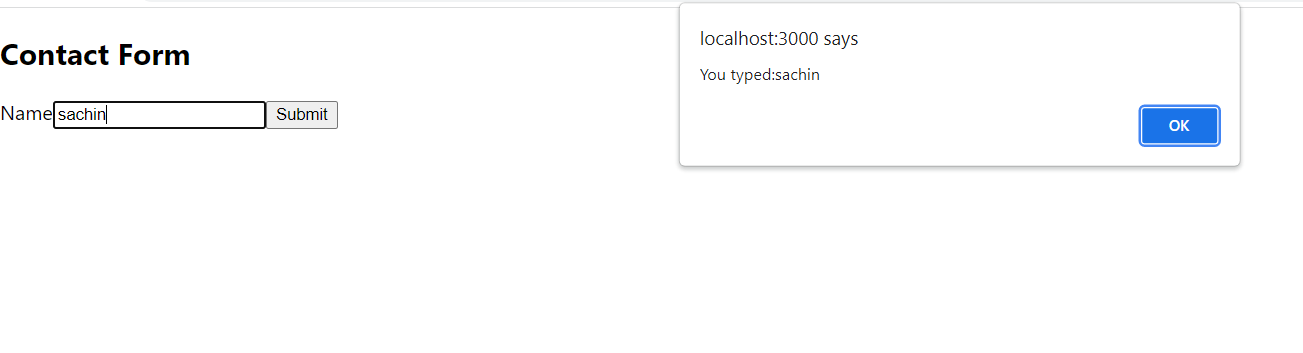 Contact Form
Name sachin Submit
localhost:3000 says
You typed:sachin
OK